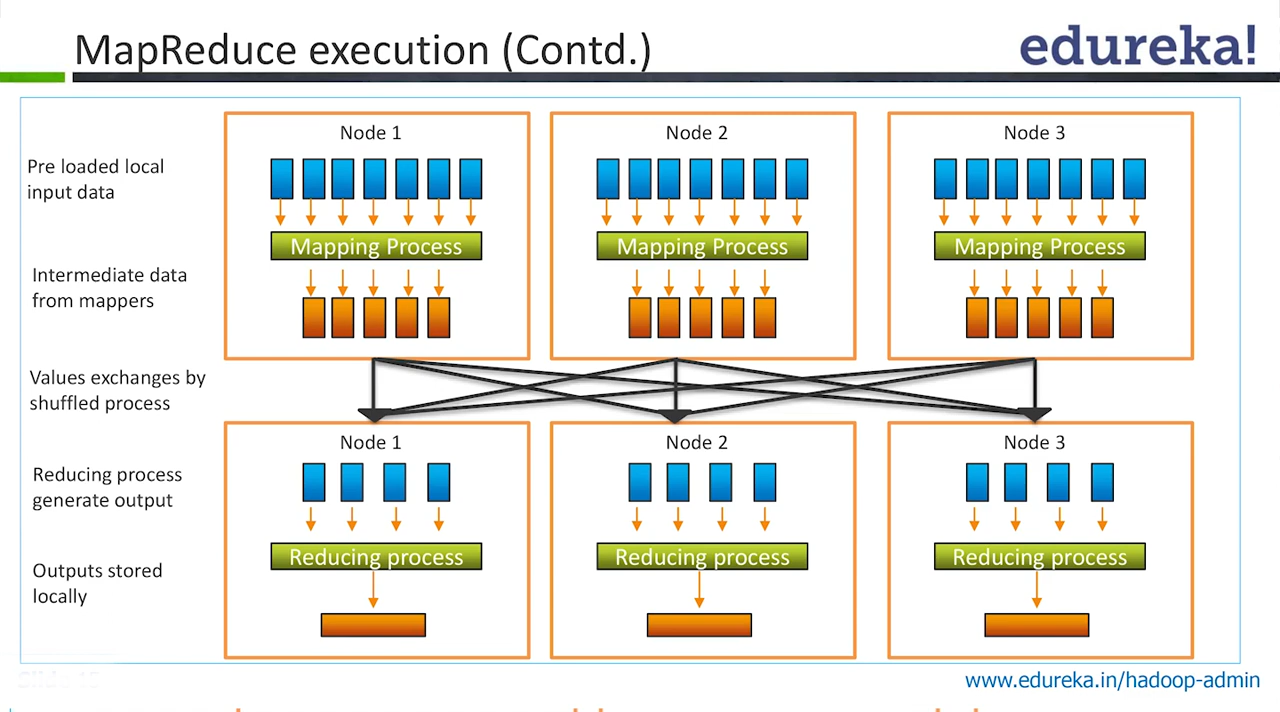 MapReduce execution (Contd.)
edureka!
Node 1
Node 2
Node 3
Pre loaded local
input data
Mapping Process
Mapping Process
Mapping Process
Intermediate data
from mappers
Values exchanges by
shuffled process
Node 1
Node 2
Node 3
Reducing process
generate output
Reducing process
Reducing process
Reducing process
Outputs stored
locally
www.edureka.in/hadoop-admin